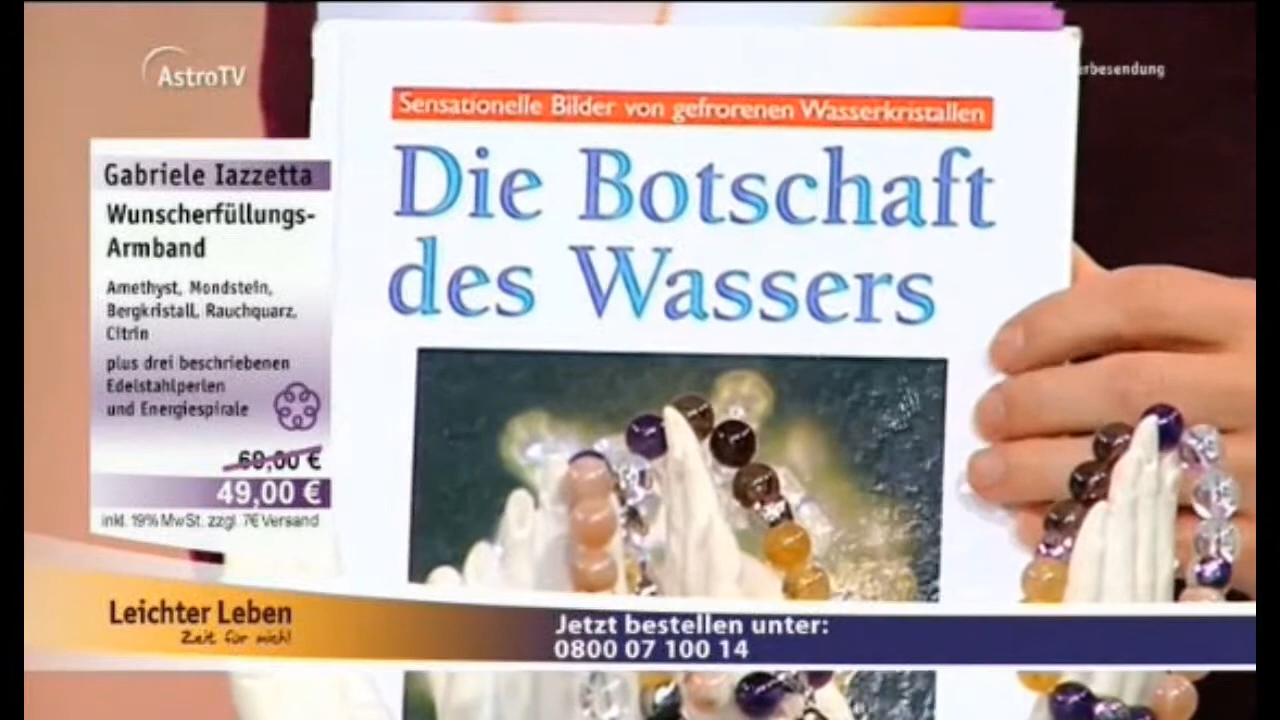 AstroTV
rbesendung
Sensationelle Bilder von gefrorenen Wasserkristallen
Die Botschaft
des Wassers
Gabriele Iazzetta
Wunscherfüllungs-
Armband
Amethyst, Mondstein,
Bergkristall, Rauchquarz,
Citrin
plus drei beschriebenen
Edelstahlperlen
und Energiespirale
69,00 €
49,00 €
inkl. 19% MwSt. zzgl. 7€ Versand
Leichter Leben
Zeit für mich!
Jetzt bestellen unter:
0800 07 100 14